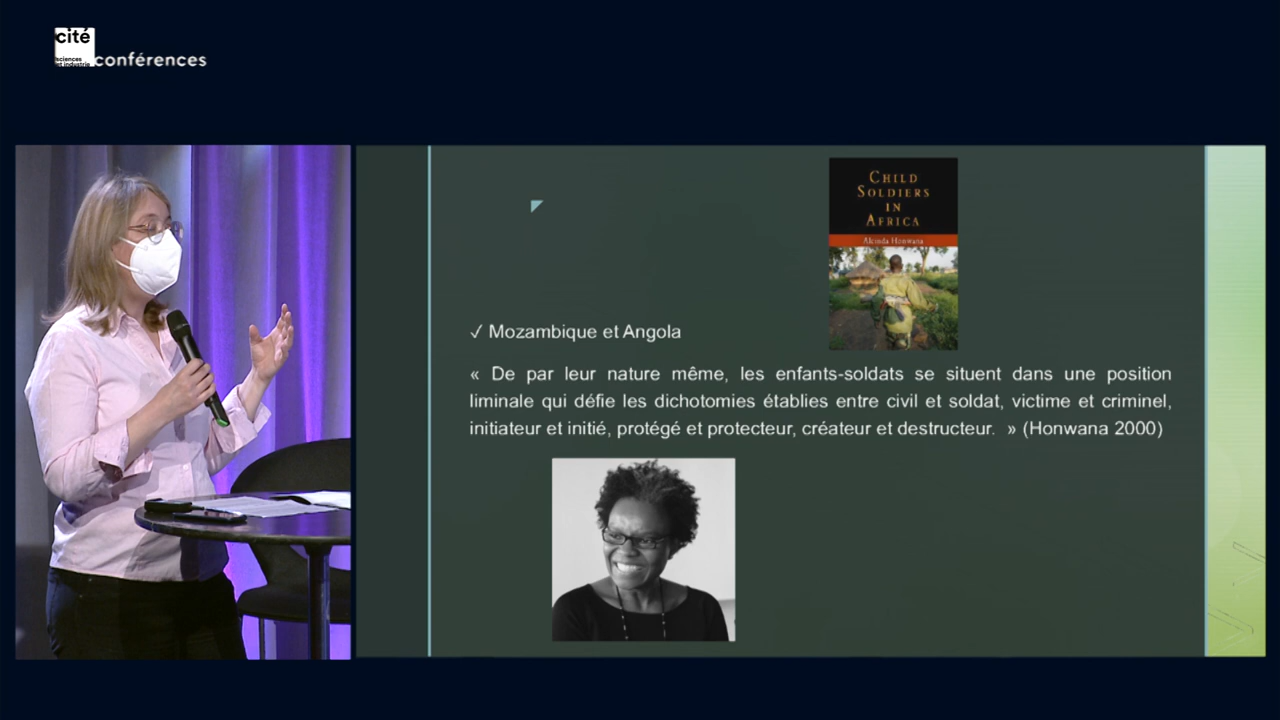 cité
sciences
et industrie
conférences
CHILD
SOLDIERS
IN
AFRICA
Alcinda Honwana
✓ Mozambique et Angola
« De par leur nature même, les enfants-soldats se situent dans une position
liminale qui défie les dichotomies établies entre civil et soldat, victime et criminel,
initiateur et initié, protégé et protecteur, créateur et destructeur. » (Honwana 2000)